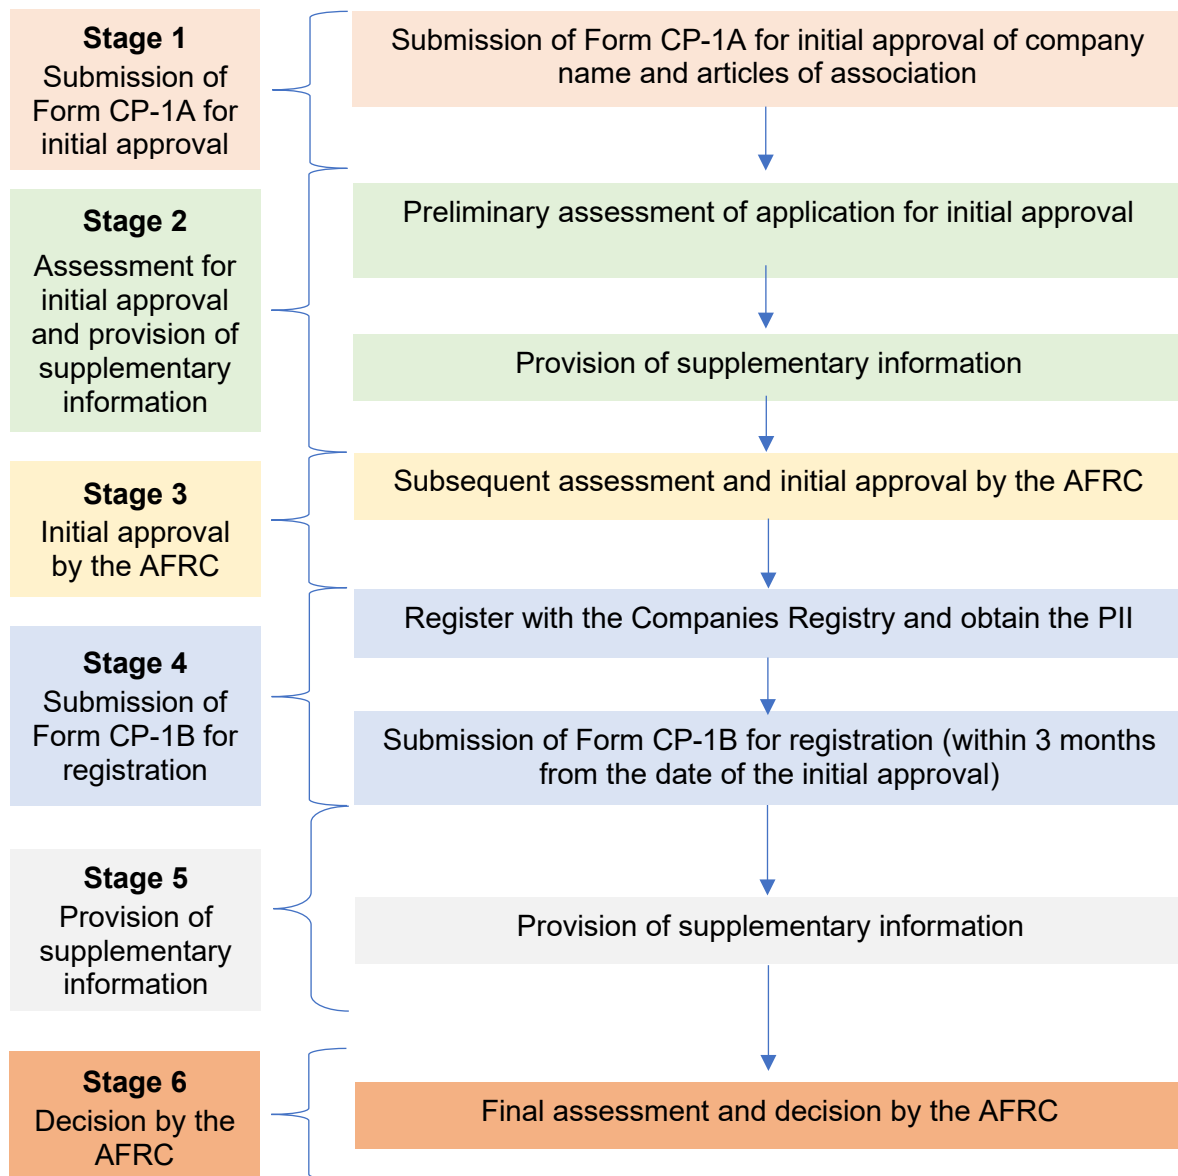 Stage 1
Submission of
Form CP-1A for
initial approval
Submission of Form CP-1A for initial approval of company
name and articles of association
Stage 2
Assessment for
initial approval
and provision of
supplementary
information
Preliminary assessment of application for initial approval
Provision of supplementary information
Stage 3
Initial approval
by the AFRC
Subsequent assessment and initial approval by the AFRC
Stage 4
Submission of
Form CP-1B for
registration
Register with the Companies Registry and obtain the PII
Submission of Form CP-1B for registration (within 3 months
from the date of the initial approval)
Stage 5
Provision of
supplementary
information
Provision of supplementary information
Stage 6
Decision by the
AFRC
Final assessment and decision by the AFRC